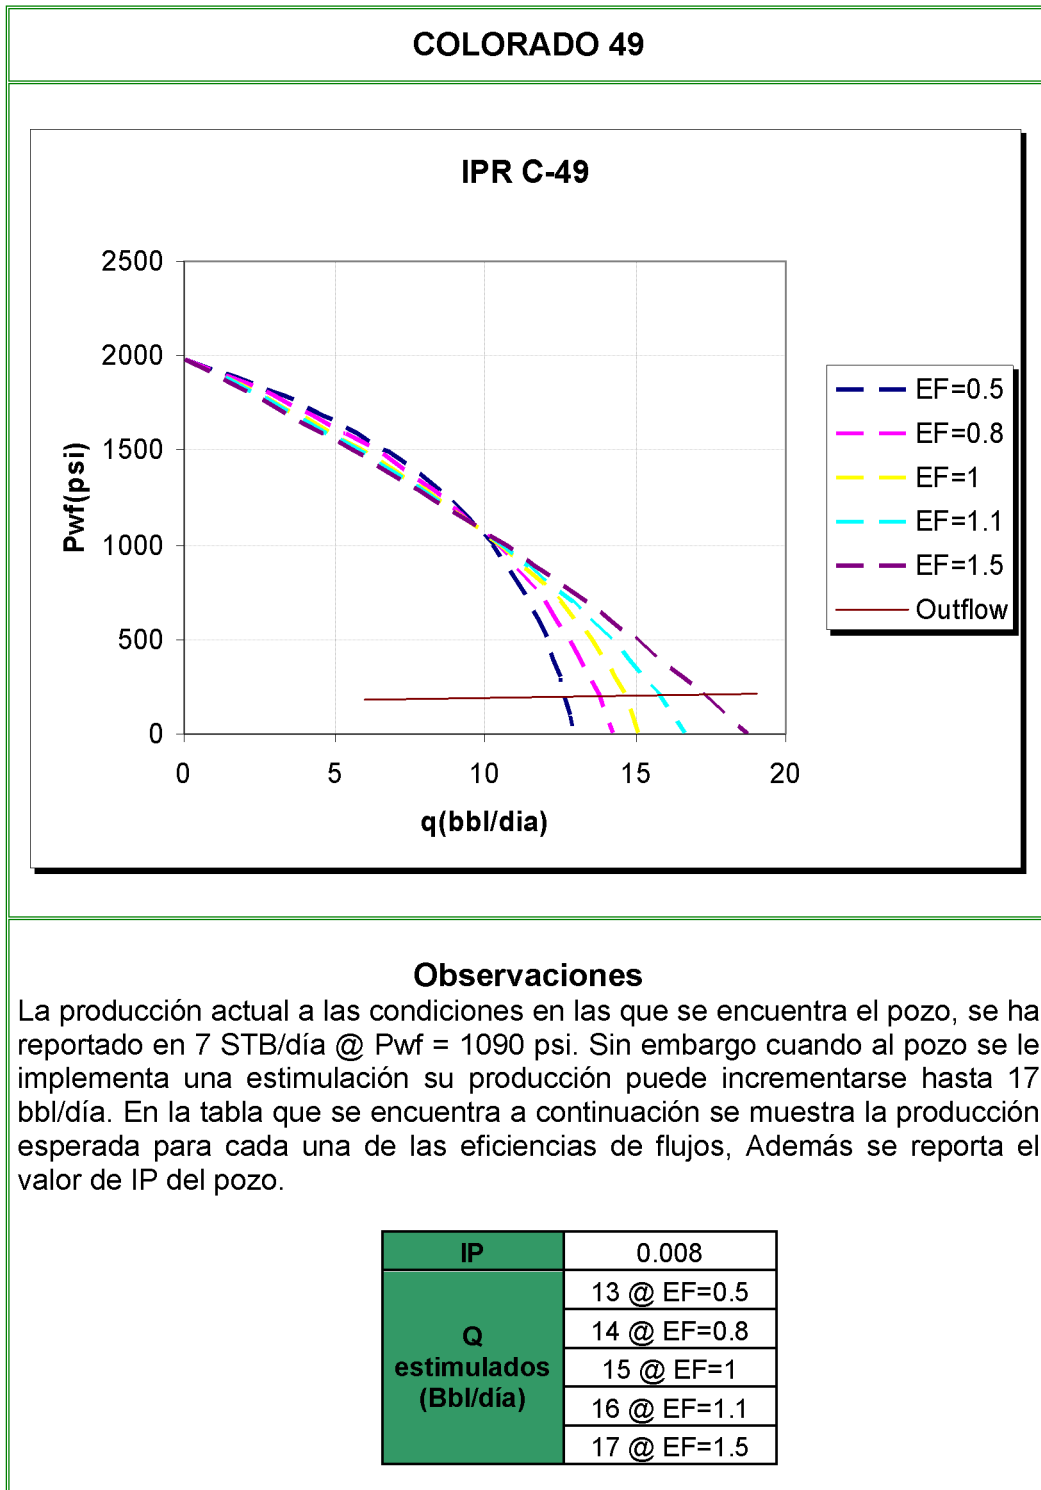 COLORADO 49
IPR C-49
2500
2000
1500
1000
500
0
Pwf(psi)
0 5 10 15 20
q(bbl/dia)
EF=0.5
EF=0.8
EF=1
EF=1.1
EF=1.5
Outflow
Observaciones
La producción actual a las condiciones en las que se encuentra el pozo, se ha
reportado en 7 STB/día @ Pwf = 1090 psi. Sin embargo cuando al pozo se le
implementa una estimulación su producción puede incrementarse hasta 17
bbl/día. En la tabla que se encuentra a continuación se muestra la producción
esperada para cada una de las eficiencias de flujos, Además se reporta el
valor de IP del pozo.
IP 0.008
Q
estimulados
(Bbl/día)
13 @ EF=0.5
14 @ EF=0.8
15 @ EF=1
16 @ EF=1.1
17 @ EF=1.5